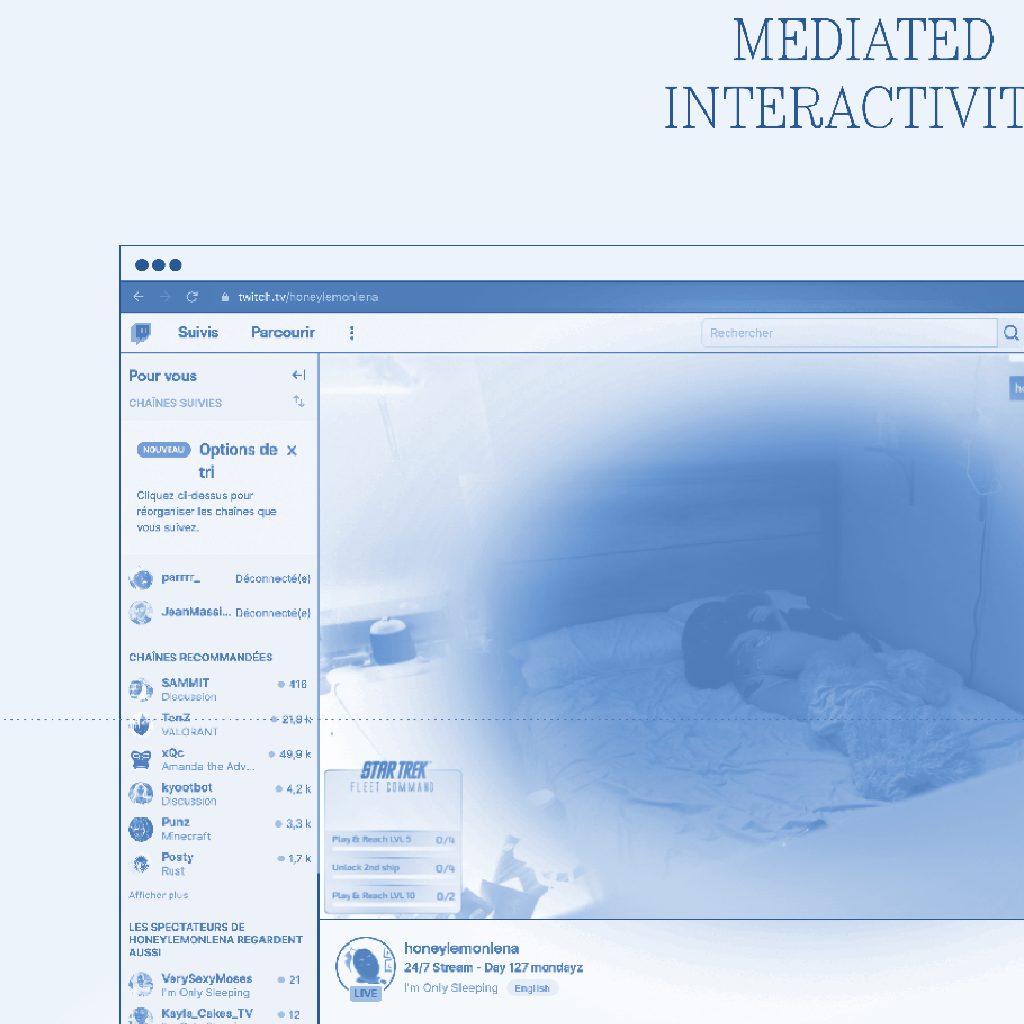 MEDIATED
INTERACTIVIT
twitch.tv/honeylemonlena
Suivis
Parcourir
Rechercher
Pour vous
CHAÎNES SUIVIES
NOUVEAU
Options de
tri
Cliquez ci-dessus pour
réorganiser les chaînes que
vous suivez.
parrrr_ Déconnecté(e)
JeanMassi... Déconnecté(e)
CHAÎNES RECOMMANDÉES
SAMMIT 416
Discussion
TenZ 21,9 k
VALORANT
xQc 49,9 k
Amanda the Adv...
kyootbot 4,2 k
Discussion
Punz 3,3 k
Minecraft
Posty 1,7 k
Rust
Afficher plus
LES SPECTATEURS DE
HONEYLEMONLENA REGARDENT
AUSSI
VerySexyMoses 21
I'm Only Sleeping
Kayla_Cakes_TV 12
STAR TREK
FLEET COMMAND
Play & Reach LVL 5 0/4
Unlock 2nd ship 0/4
Play & Reach LVL 10 0/2
honeylemonlena
24/7 Stream - Day 127 mondayz
I'm Only Sleeping English
LIVE